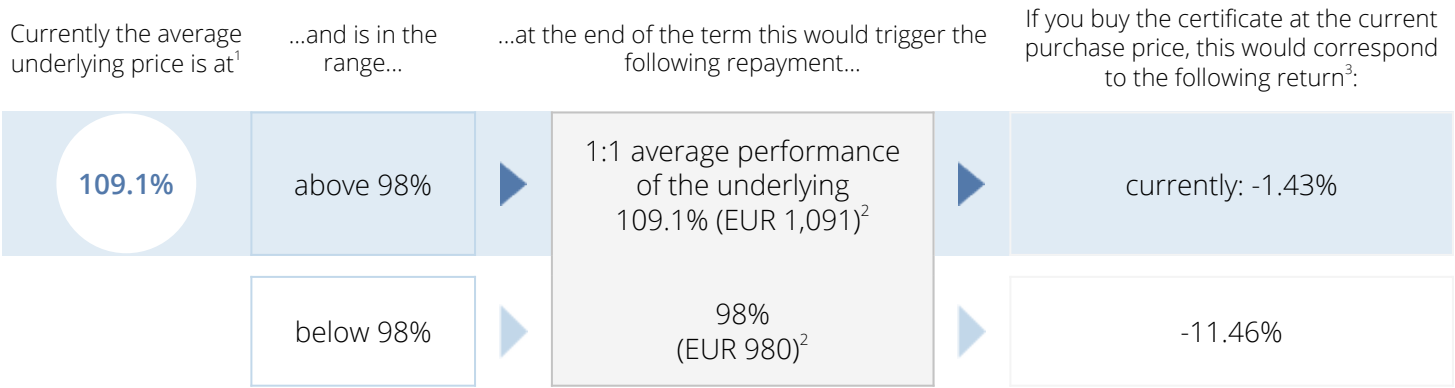 Currently the average
underlying price is at¹
...and is in the
range...
...at the end of the term this would trigger the
following repayment...
If you buy the certificate at the current
purchase price, this would correspond
to the following return³:
109.1%
above 98%
1:1 average performance
of the underlying
109.1% (EUR 1,091)²
currently: -1.43%
below 98%
98%
(EUR 980)²
-11.46%